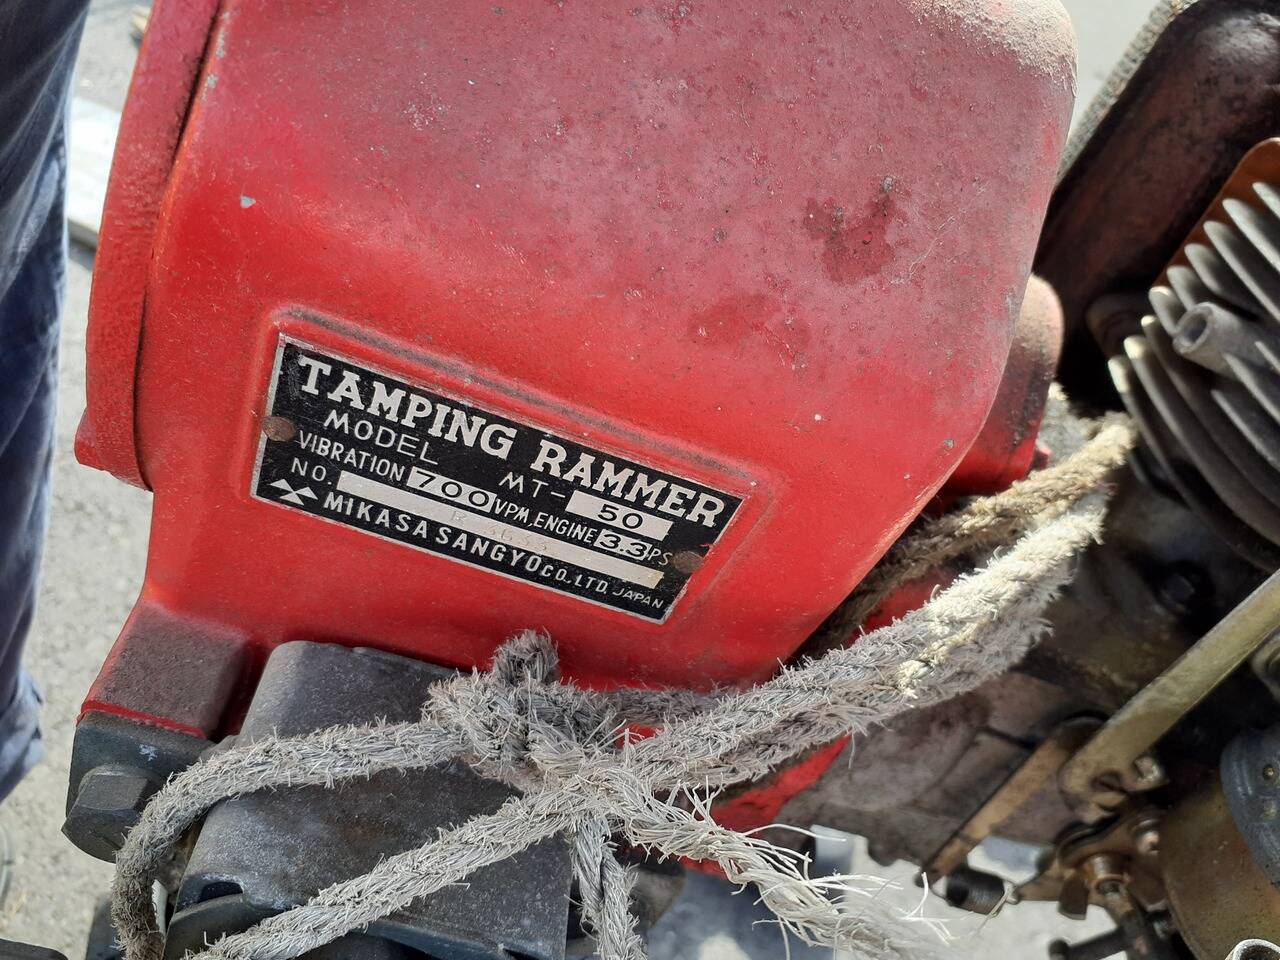 TAMPING RAMMER
MODEL MT-50
VIBRATION 700 VPM, ENGINE 3.3 PS
NO.
MIKASA SANGYO CO., LTD. JAPAN